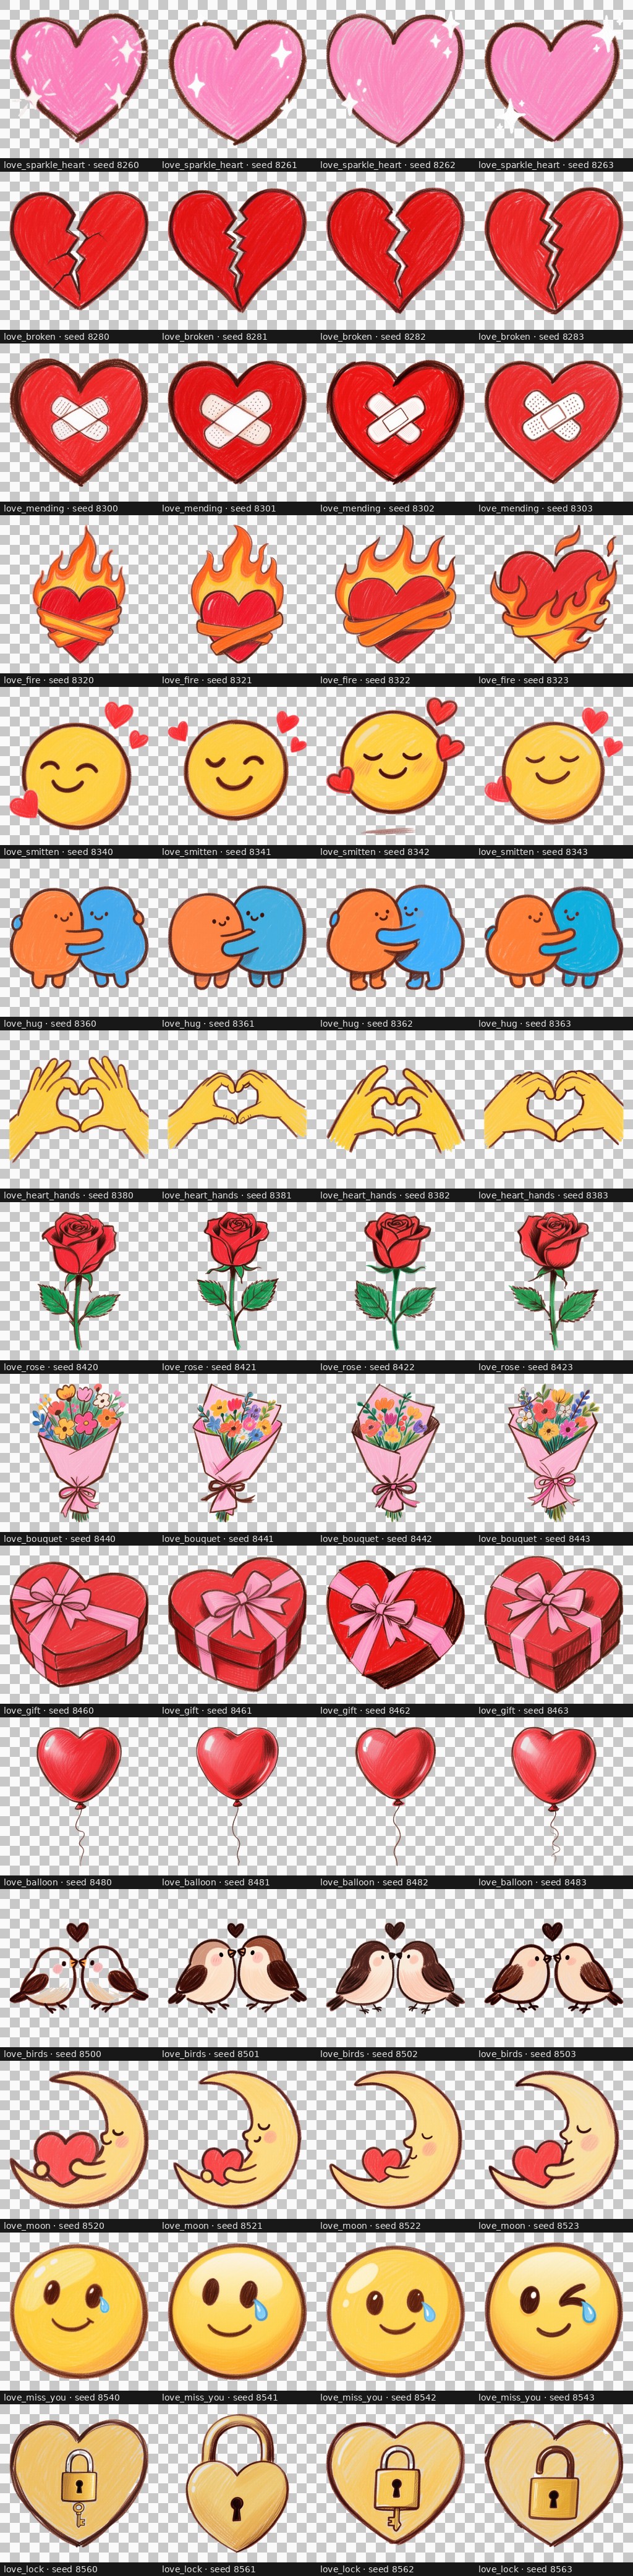 love_sparkle_heart · seed 8260
love_sparkle_heart · seed 8261
love_sparkle_heart · seed 8262
love_sparkle_heart · seed 8263
love_broken · seed 8280
love_broken · seed 8281
love_broken · seed 8282
love_broken · seed 8283
love_mending · seed 8300
love_mending · seed 8301
love_mending · seed 8302
love_mending · seed 8303
love_fire · seed 8320
love_fire · seed 8321
love_fire · seed 8322
love_fire · seed 8323
love_smitten · seed 8340
love_smitten · seed 8341
love_smitten · seed 8342
love_smitten · seed 8343
love_hug · seed 8360
love_hug · seed 8361
love_hug · seed 8362
love_hug · seed 8363
love_heart_hands · seed 8380
love_heart_hands · seed 8381
love_heart_hands · seed 8382
love_heart_hands · seed 8383
love_rose · seed 8420
love_rose · seed 8421
love_rose · seed 8422
love_rose · seed 8423
love_bouquet · seed 8440
love_bouquet · seed 8441
love_bouquet · seed 8442
love_bouquet · seed 8443
love_gift · seed 8460
love_gift · seed 8461
love_gift · seed 8462
love_gift · seed 8463
love_balloon · seed 8480
love_balloon · seed 8481
love_balloon · seed 8482
love_balloon · seed 8483
love_birds · seed 8500
love_birds · seed 8501
love_birds · seed 8502
love_birds · seed 8503
love_moon · seed 8520
love_moon · seed 8521
love_moon · seed 8522
love_moon · seed 8523
love_miss_you · seed 8540
love_miss_you · seed 8541
love_miss_you · seed 8542
love_miss_you · seed 8543
love_lock · seed 8560
love_lock · seed 8561
love_lock · seed 8562
love_lock · seed 8563